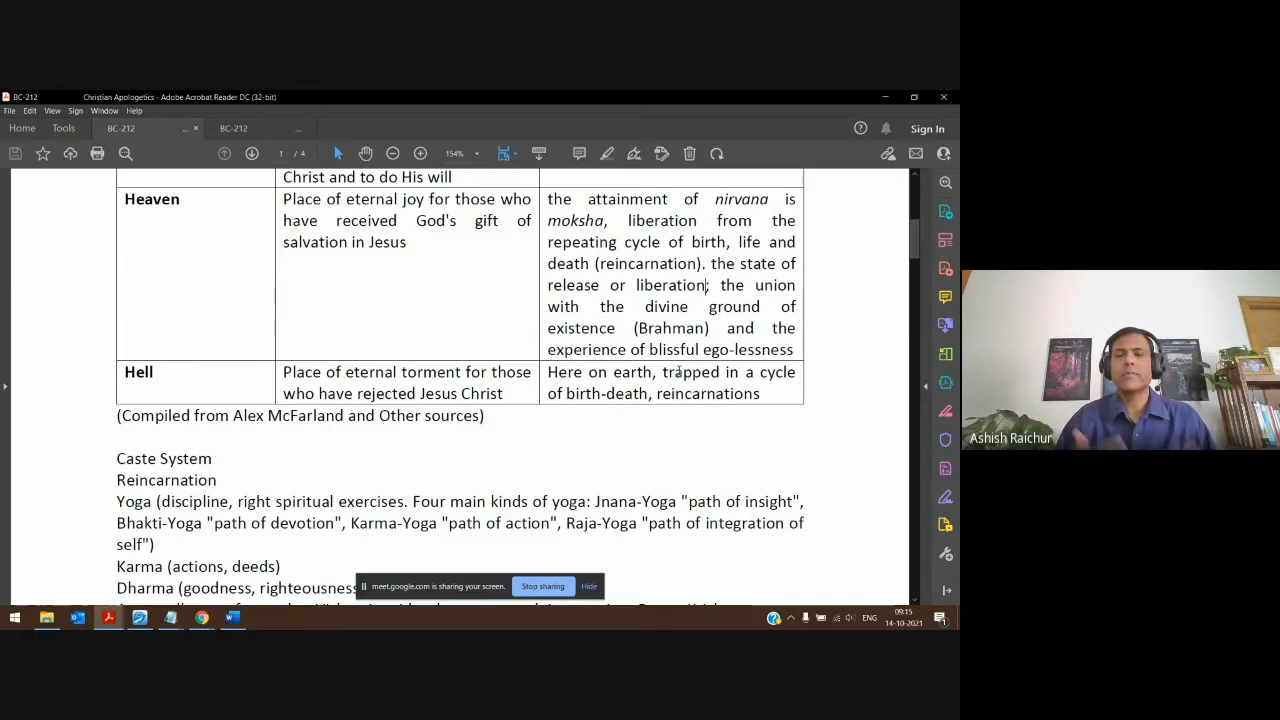 BC-212 Christian Apologetics - Adobe Acrobat Reader DC (32-bit)
File Edit View Sign Window Help
Home Tools BC-212 ... × BC-212 ... Sign In
1 / 4 154%
Christ and to do His will
Heaven
Place of eternal joy for those who
have received God's gift of
salvation in Jesus
the attainment of nirvana is
moksha, liberation from the
repeating cycle of birth, life and
death (reincarnation). the state of
release or liberation; the union
with the divine ground of
existence (Brahman) and the
experience of blissful ego-lessness
Hell
Place of eternal torment for those
who have rejected Jesus Christ
Here on earth, trapped in a cycle
of birth-death, reincarnations
(Compiled from Alex McFarland and Other sources)
Caste System
Reincarnation
Yoga (discipline, right spiritual exercises. Four main kinds of yoga: Jnana-Yoga "path of insight",
Bhakti-Yoga "path of devotion", Karma-Yoga "path of action", Raja-Yoga "path of integration of
self")
Karma (actions, deeds)
Dharma (goodness, righteousness
meet.google.com is sharing your screen. Stop sharing Hide
ENG 09:15
14-10-2021
Ashish Raichur